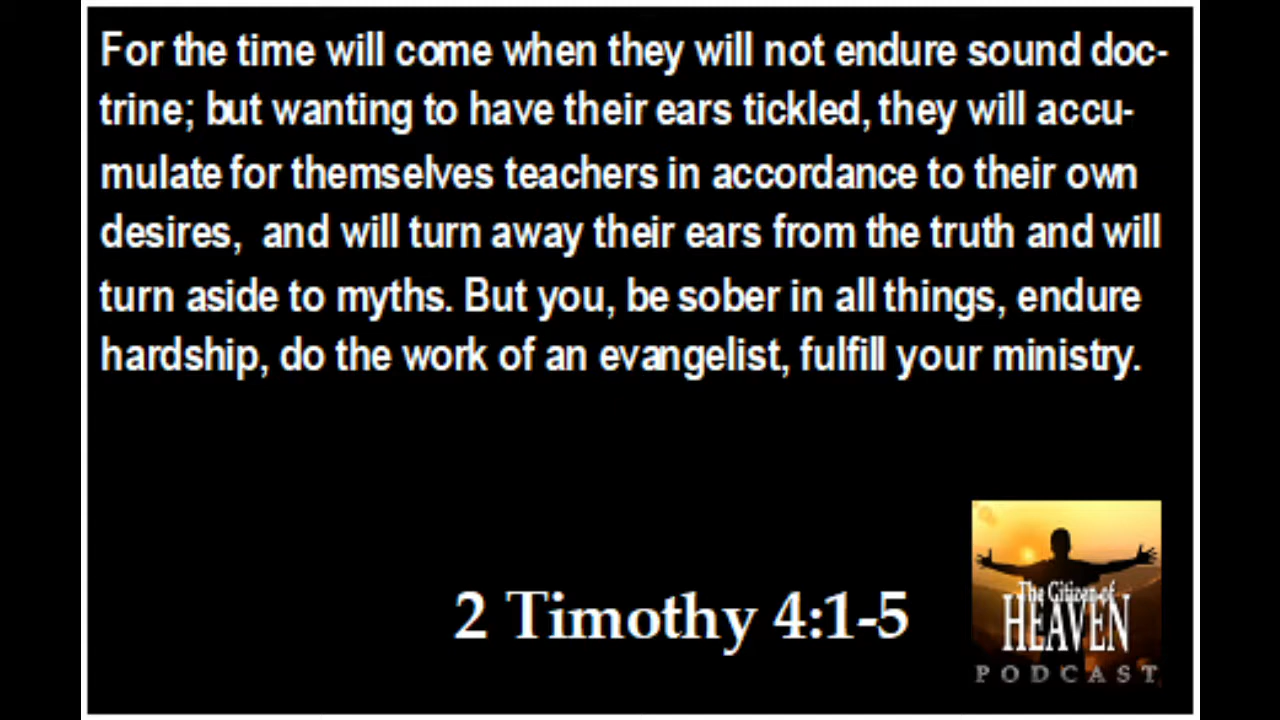 For the time will come when they will not endure sound doc-
trine; but wanting to have their ears tickled, they will accu-
mulate for themselves teachers in accordance to their own
desires, and will turn away their ears from the truth and will
turn aside to myths. But you, be sober in all things, endure
hardship, do the work of an evangelist, fulfill your ministry.
2 Timothy 4:1-5
The Citizen of
HEAVEN
PODCAST